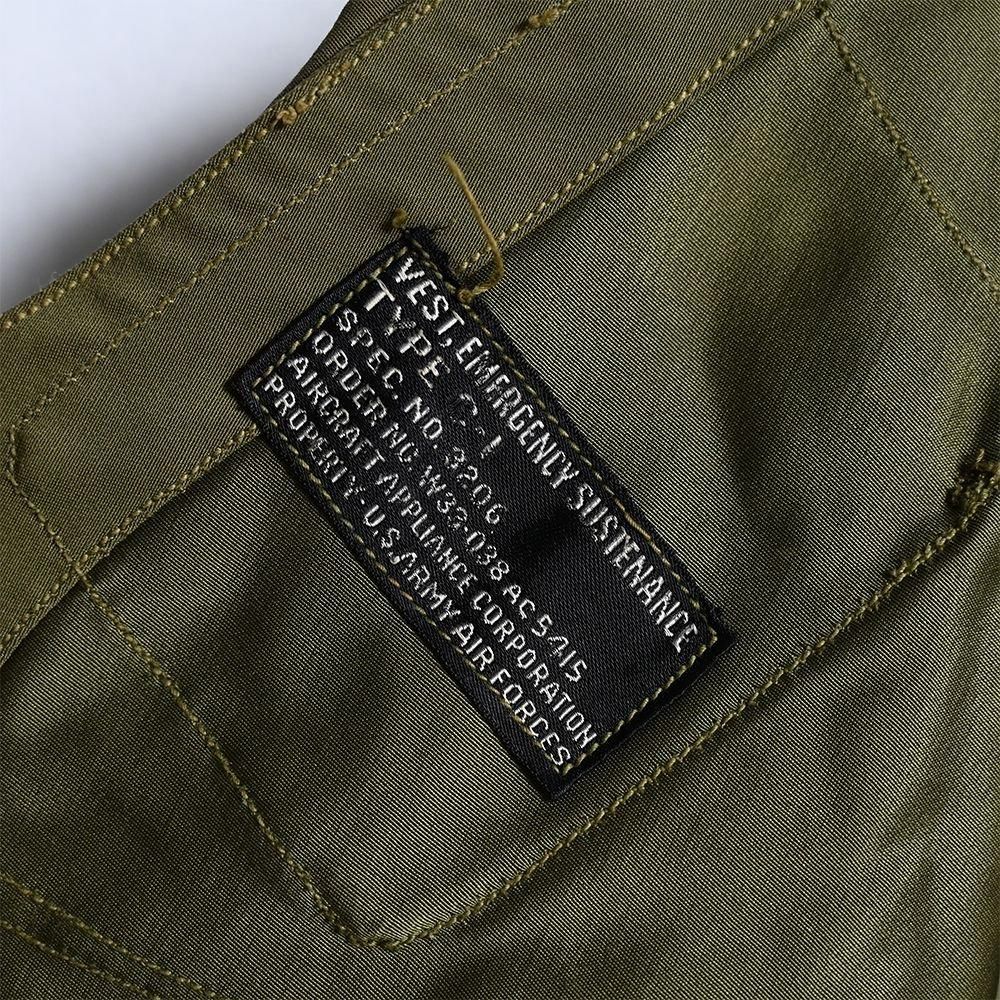 VEST, EMERGENCY SUSTENANCE
TYPE C-1
SPEC. NO. 3206
ORDER NO. W33-038 AC 5415
AIRCRAFT APPLIANCE CORPORATION
PROPERTY-U.S. ARMY AIR FORCES